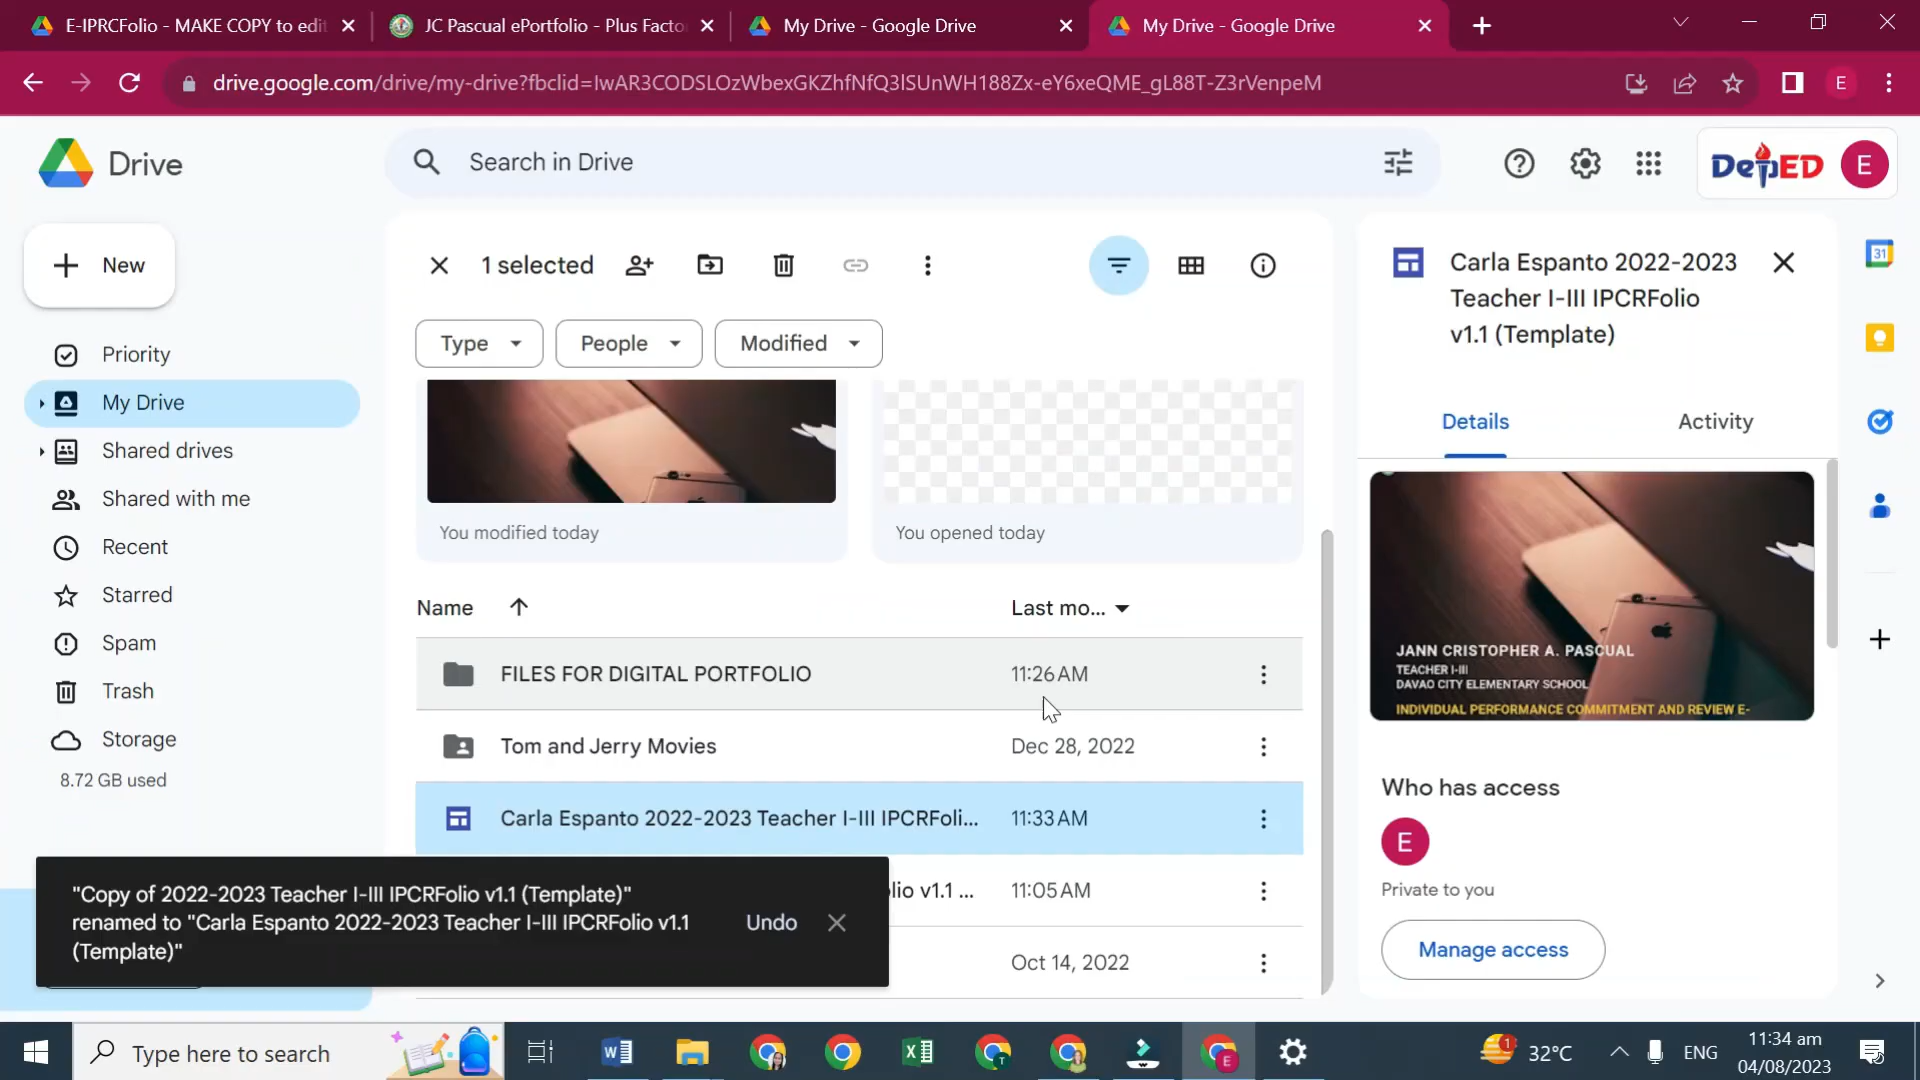 E-IPRCFolio - MAKE COPY to edit
JC Pascual ePortfolio - Plus Facto
My Drive - Google Drive
My Drive - Google Drive
drive.google.com/drive/my-drive?fbclid=IwAR3CODSLOzWbexGKZhfNfQ3lSUnWH188Zx-eY6xeQME_gL88T-Z3rVenpeM
E
Drive
Search in Drive
DepED
E
New
1 selected
Type
People
Modified
Priority
My Drive
Shared drives
Shared with me
Recent
Starred
Spam
Trash
Storage
8.72 GB used
You modified today
You opened today
Name
Last mo...
FILES FOR DIGITAL PORTFOLIO
11:26 AM
Tom and Jerry Movies
Dec 28, 2022
Carla Espanto 2022-2023 Teacher I-III IPCRFoli...
11:33 AM
lio v1.1 ...
11:05 AM
Oct 14, 2022
"Copy of 2022-2023 Teacher I-III IPCRFolio v1.1 (Template)"
renamed to "Carla Espanto 2022-2023 Teacher I-III IPCRFolio v1.1
(Template)"
Undo
Carla Espanto 2022-2023
Teacher I-III IPCRFolio
v1.1 (Template)
Details
Activity
JANN CRISTOPHER A. PASCUAL
TEACHER I-III
DAVAO CITY ELEMENTARY SCHOOL
INDIVIDUAL PERFORMANCE COMMITMENT AND REVIEW E-
Who has access
E
Private to you
Manage access
31
Type here to search
1
32°C
ENG
11:34 am
04/08/2023